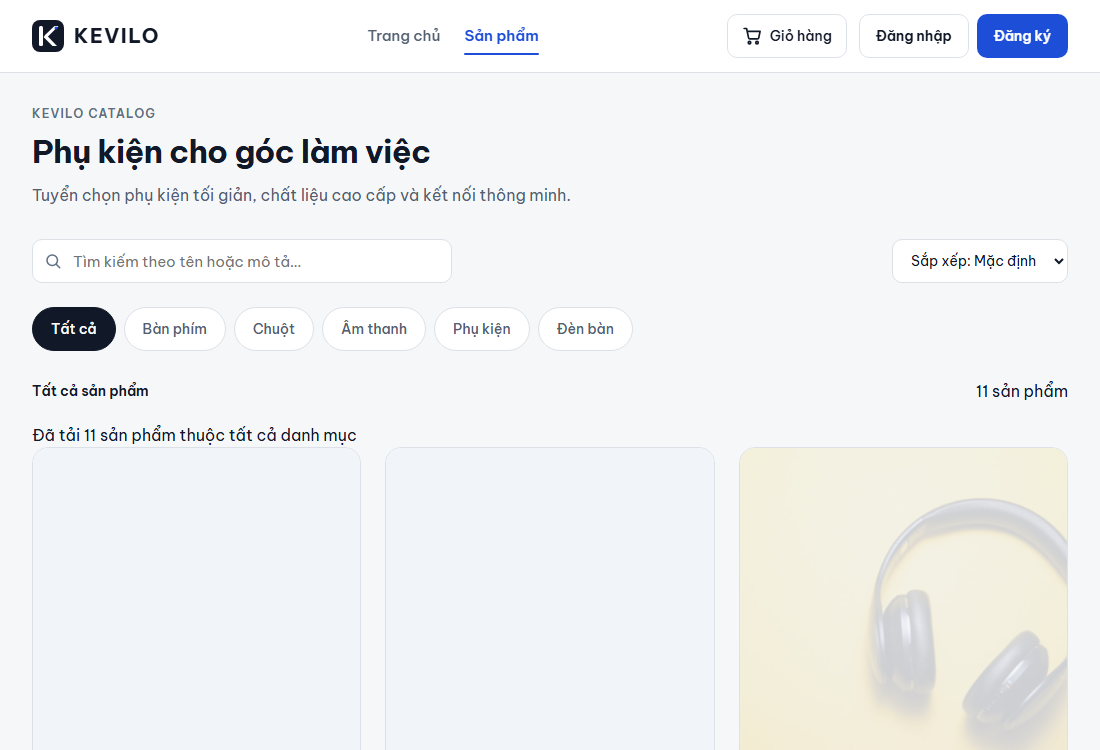 KEVILO
Trang chủ
Sản phẩm
Giỏ hàng
Đăng nhập
Đăng ký
KEVILO CATALOG
Phụ kiện cho góc làm việc
Tuyển chọn phụ kiện tối giản, chất liệu cao cấp và kết nối thông minh.
Tìm kiếm theo tên hoặc mô tả...
Sắp xếp: Mặc định
Tất cả
Bàn phím
Chuột
Âm thanh
Phụ kiện
Đèn bàn
Tất cả sản phẩm
11 sản phẩm
Đã tải 11 sản phẩm thuộc tất cả danh mục